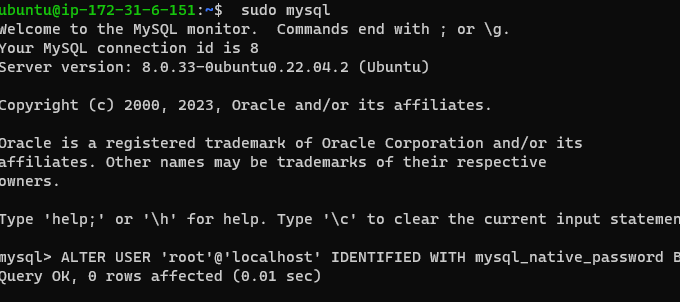 ubuntu@ip-172-31-6-151:~$  sudo mysql
Welcome to the MySQL monitor.  Commands end with ; or \g.
Your MySQL connection id is 8
Server version: 8.0.33-0ubuntu0.22.04.2 (Ubuntu)
Copyright (c) 2000, 2023, Oracle and/or its affiliates.
Oracle is a registered trademark of Oracle Corporation and/or its
affiliates. Other names may be trademarks of their respective
owners.
Type 'help;' or '\h' for help. Type '\c' to clear the current input statemen
mysql> ALTER USER 'root'@'localhost' IDENTIFIED WITH mysql_native_password B
Query OK, 0 rows affected (0.01 sec)